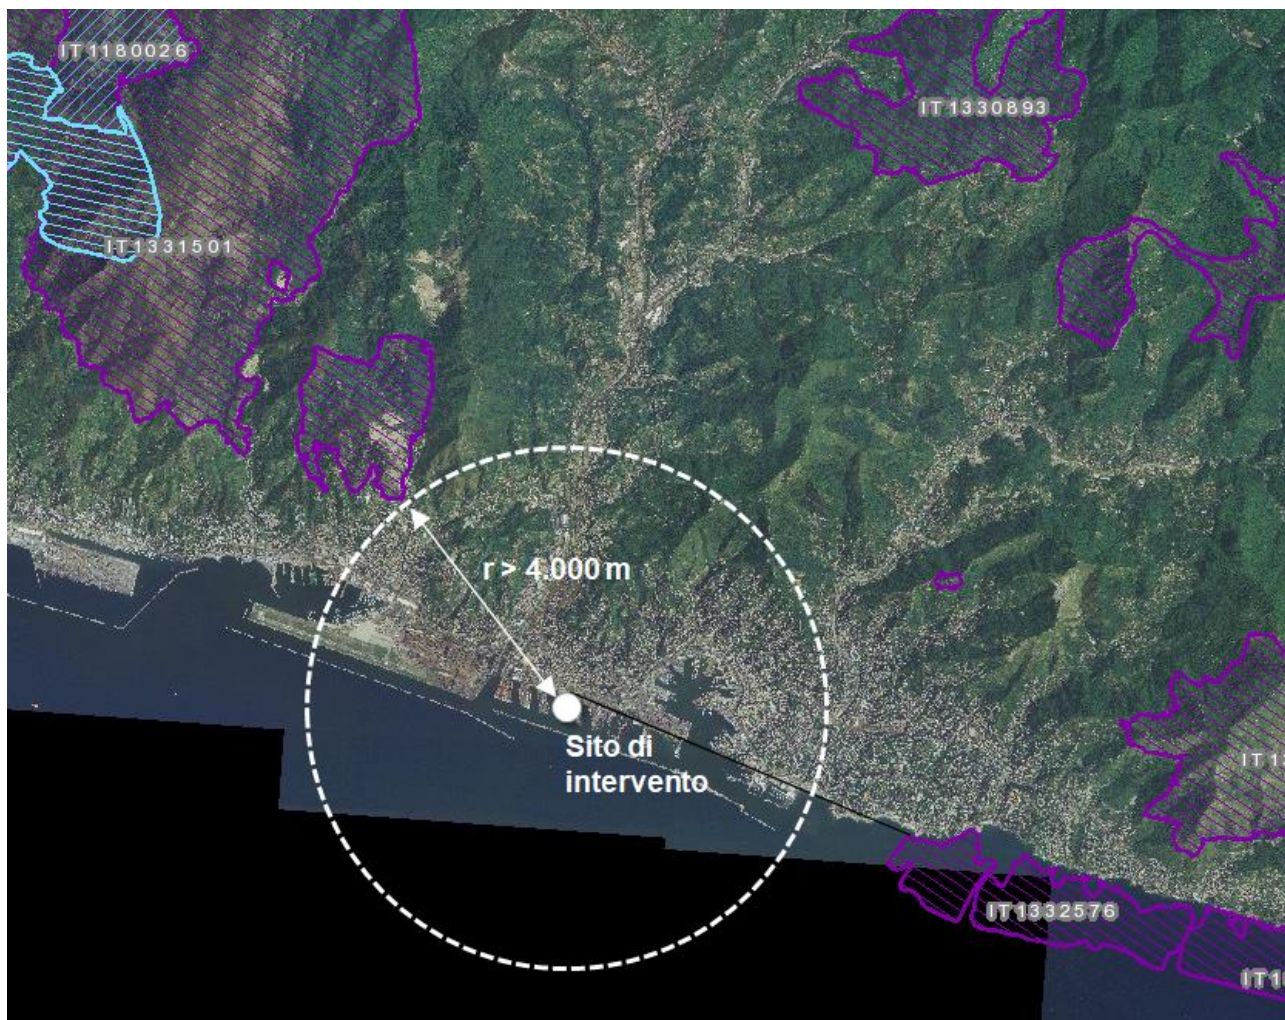 IT1180026
IT1330893
IT1331501
r > 4.000 m
Sito di
intervento
IT1332576